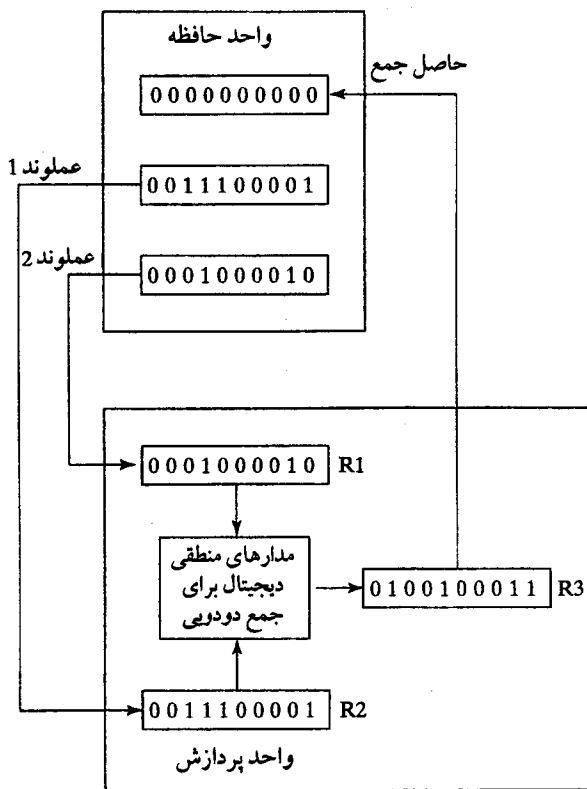 واحد حافظه
حاصل جمع
0000000000
عملوند 1
0011100001
عملوند 2
0001000010
0001000010 R1
مدارهای منطقی
دیجیتال برای
جمع دودویی
0100100011 R3
0011100001 R2
واحد پردازش